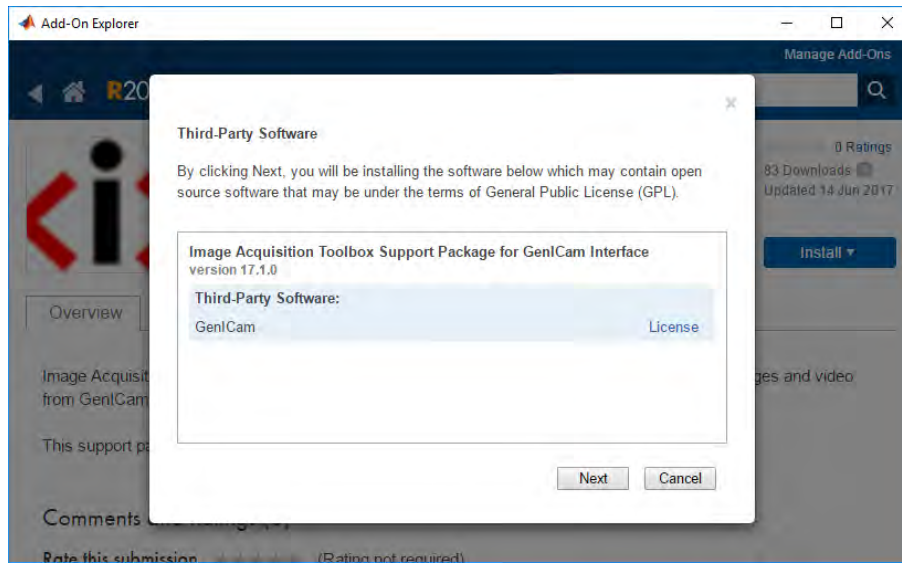 Add-On Explorer
Manage Add-Ons
R20
Third-Party Software
0 Ratings
By clicking Next, you will be installing the software below which may contain open
83 Downloads
source software that may be under the terms of General Public License (GPL).
Updated 14 Jun 2017
Image Acquisition Toolbox Support Package for GenICam Interface
version 17.1.0
Install
Third-Party Software:
GenICam License
Overview
Image Acquisit
ges and video
from GenICam
This support pa
Next Cancel
Comments
Rate this submission (Rating not required)